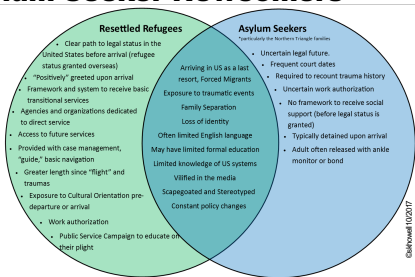 Resettled Refugees
• Clear path to legal status in the
United States before arrival (refugee
status granted overseas)
• “Positively” greeted upon arrival
• Framework and system to receive basic
transitional services
• Agencies and organizations dedicated
to direct service
• Access to future services
• Provided with case management,
“guide,” basic navigation
• Greater length since “flight” and
traumas
• Exposure to Cultural Orientation pre-
departure or arrival
• Work authorization
• Public Service Campaign to educate on
their plight
Arriving in US as a last
resort, Forced Migrants
Exposure to traumatic events
Family Separation
Loss of identity
Often limited English language
May have limited formal education
Limited knowledge of US systems
Vilified in the media
Scapegoated and Stereotyped
Constant policy changes
Asylum Seekers
*particularly the Northern Triangle families
• Uncertain legal future.
• Frequent court dates
• Required to recount trauma history
• Uncertain work authorization
• No framework to receive social
support (before legal status is
granted)
• Typically detained upon arrival
• Adult often released with ankle
monitor or bond